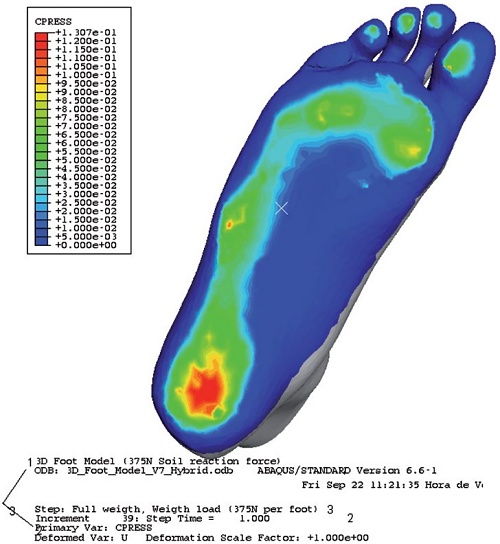 CPRESS
+1.307e-01
+1.200e-01
+1.150e-01
+1.100e-01
+1.050e-01
+1.000e-01
+9.500e-02
+9.000e-02
+8.500e-02
+8.000e-02
+7.500e-02
+7.000e-02
+6.500e-02
+6.000e-02
+5.500e-02
+5.000e-02
+4.500e-02
+4.000e-02
+3.500e-02
+3.000e-02
+2.500e-02
+2.000e-02
+1.500e-02
+1.000e-02
+5.000e-03
+0.000e+00
1 3D Foot Model (375N Soil reaction force)
ODB: 3D_Foot_Model_V7_Hybrid.odb ABAQUS/STANDARD Version 6.6-1
Fri Sep 22 11:21:35 Hora de
3 Step: Full weigth, Weigth load (375N per foot) 3
Increment 39: Step Time = 1.000 2
Primary Var: CPRESS
Deformed Var: U Deformation Scale Factor: +1.000e+00